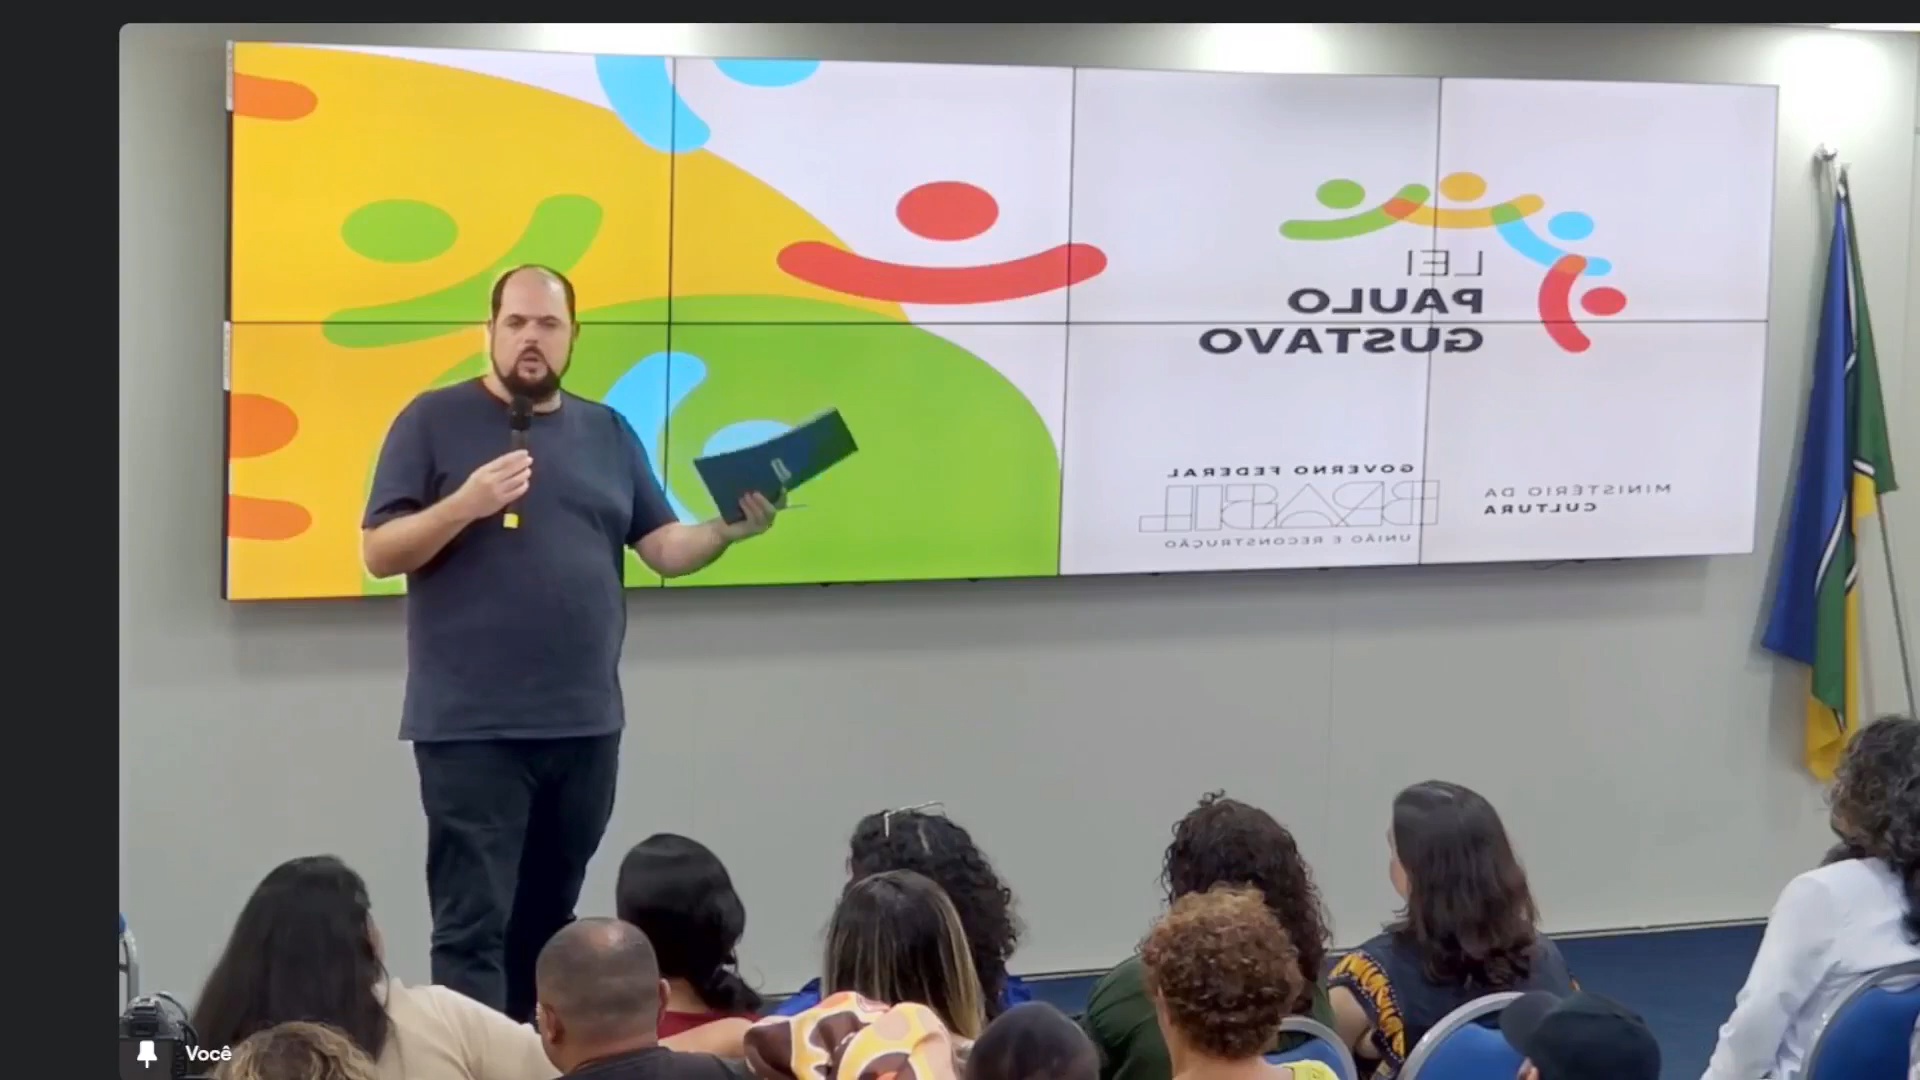 LEI
PAULO
GUSTAVO
GOVERNO FEDERAL
BRASIL
UNIÃO E RECONSTRUÇÃO
MINISTÉRIO DA
CULTURA
Você